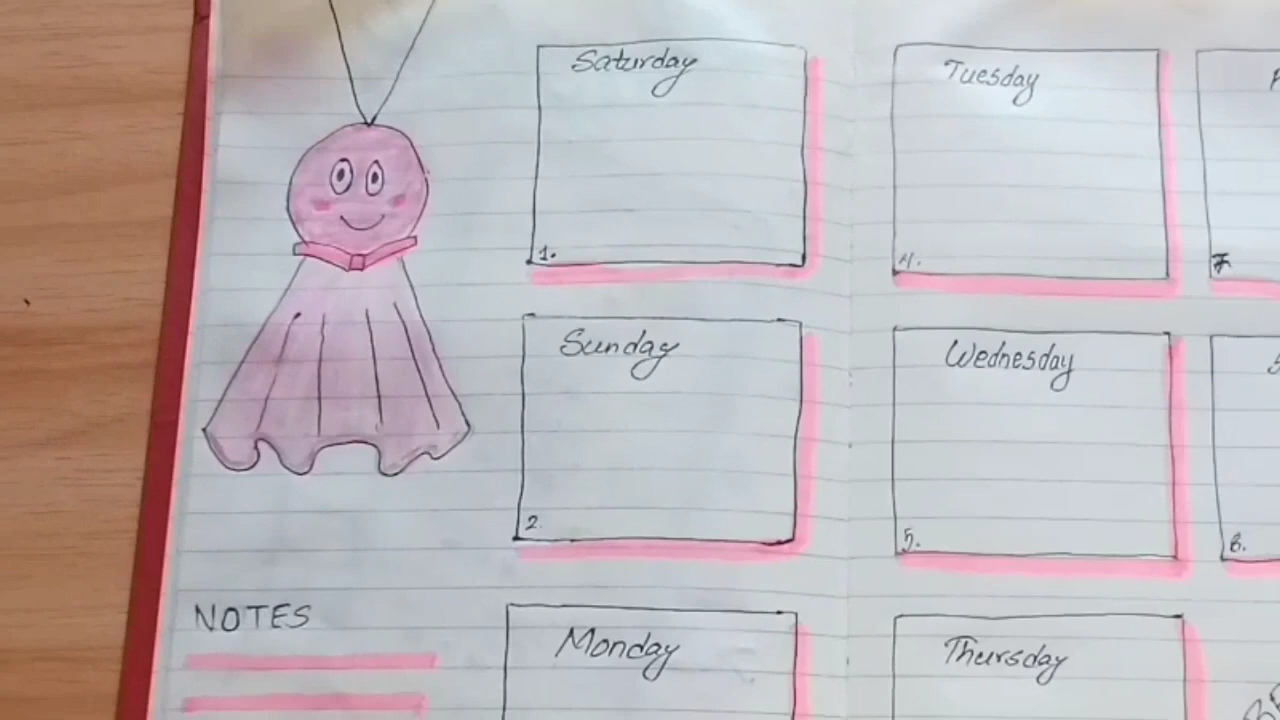 Saturday
1.
Sunday
2.
Monday
Tuesday
4.
Wednesday
5.
Thursday
7.
8.
NOTES